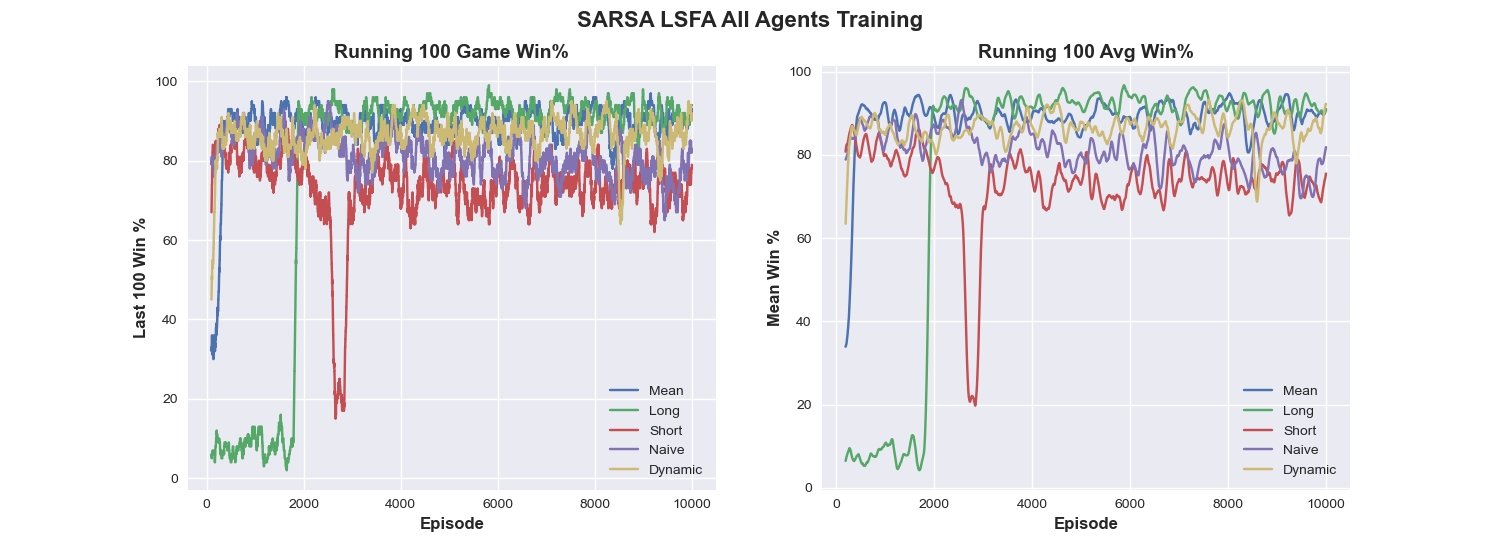 SARSA LSFA All Agents Training
Running 100 Game Win%
Last 100 Win %
100
80
60
40
20
0
0 2000 4000 6000 8000 10000
Episode
Mean
Long
Short
Naive
Dynamic
Running 100 Avg Win%
Mean Win %
100
80
60
40
20
0
0 2000 4000 6000 8000 10000
Episode
Mean
Long
Short
Naive
Dynamic